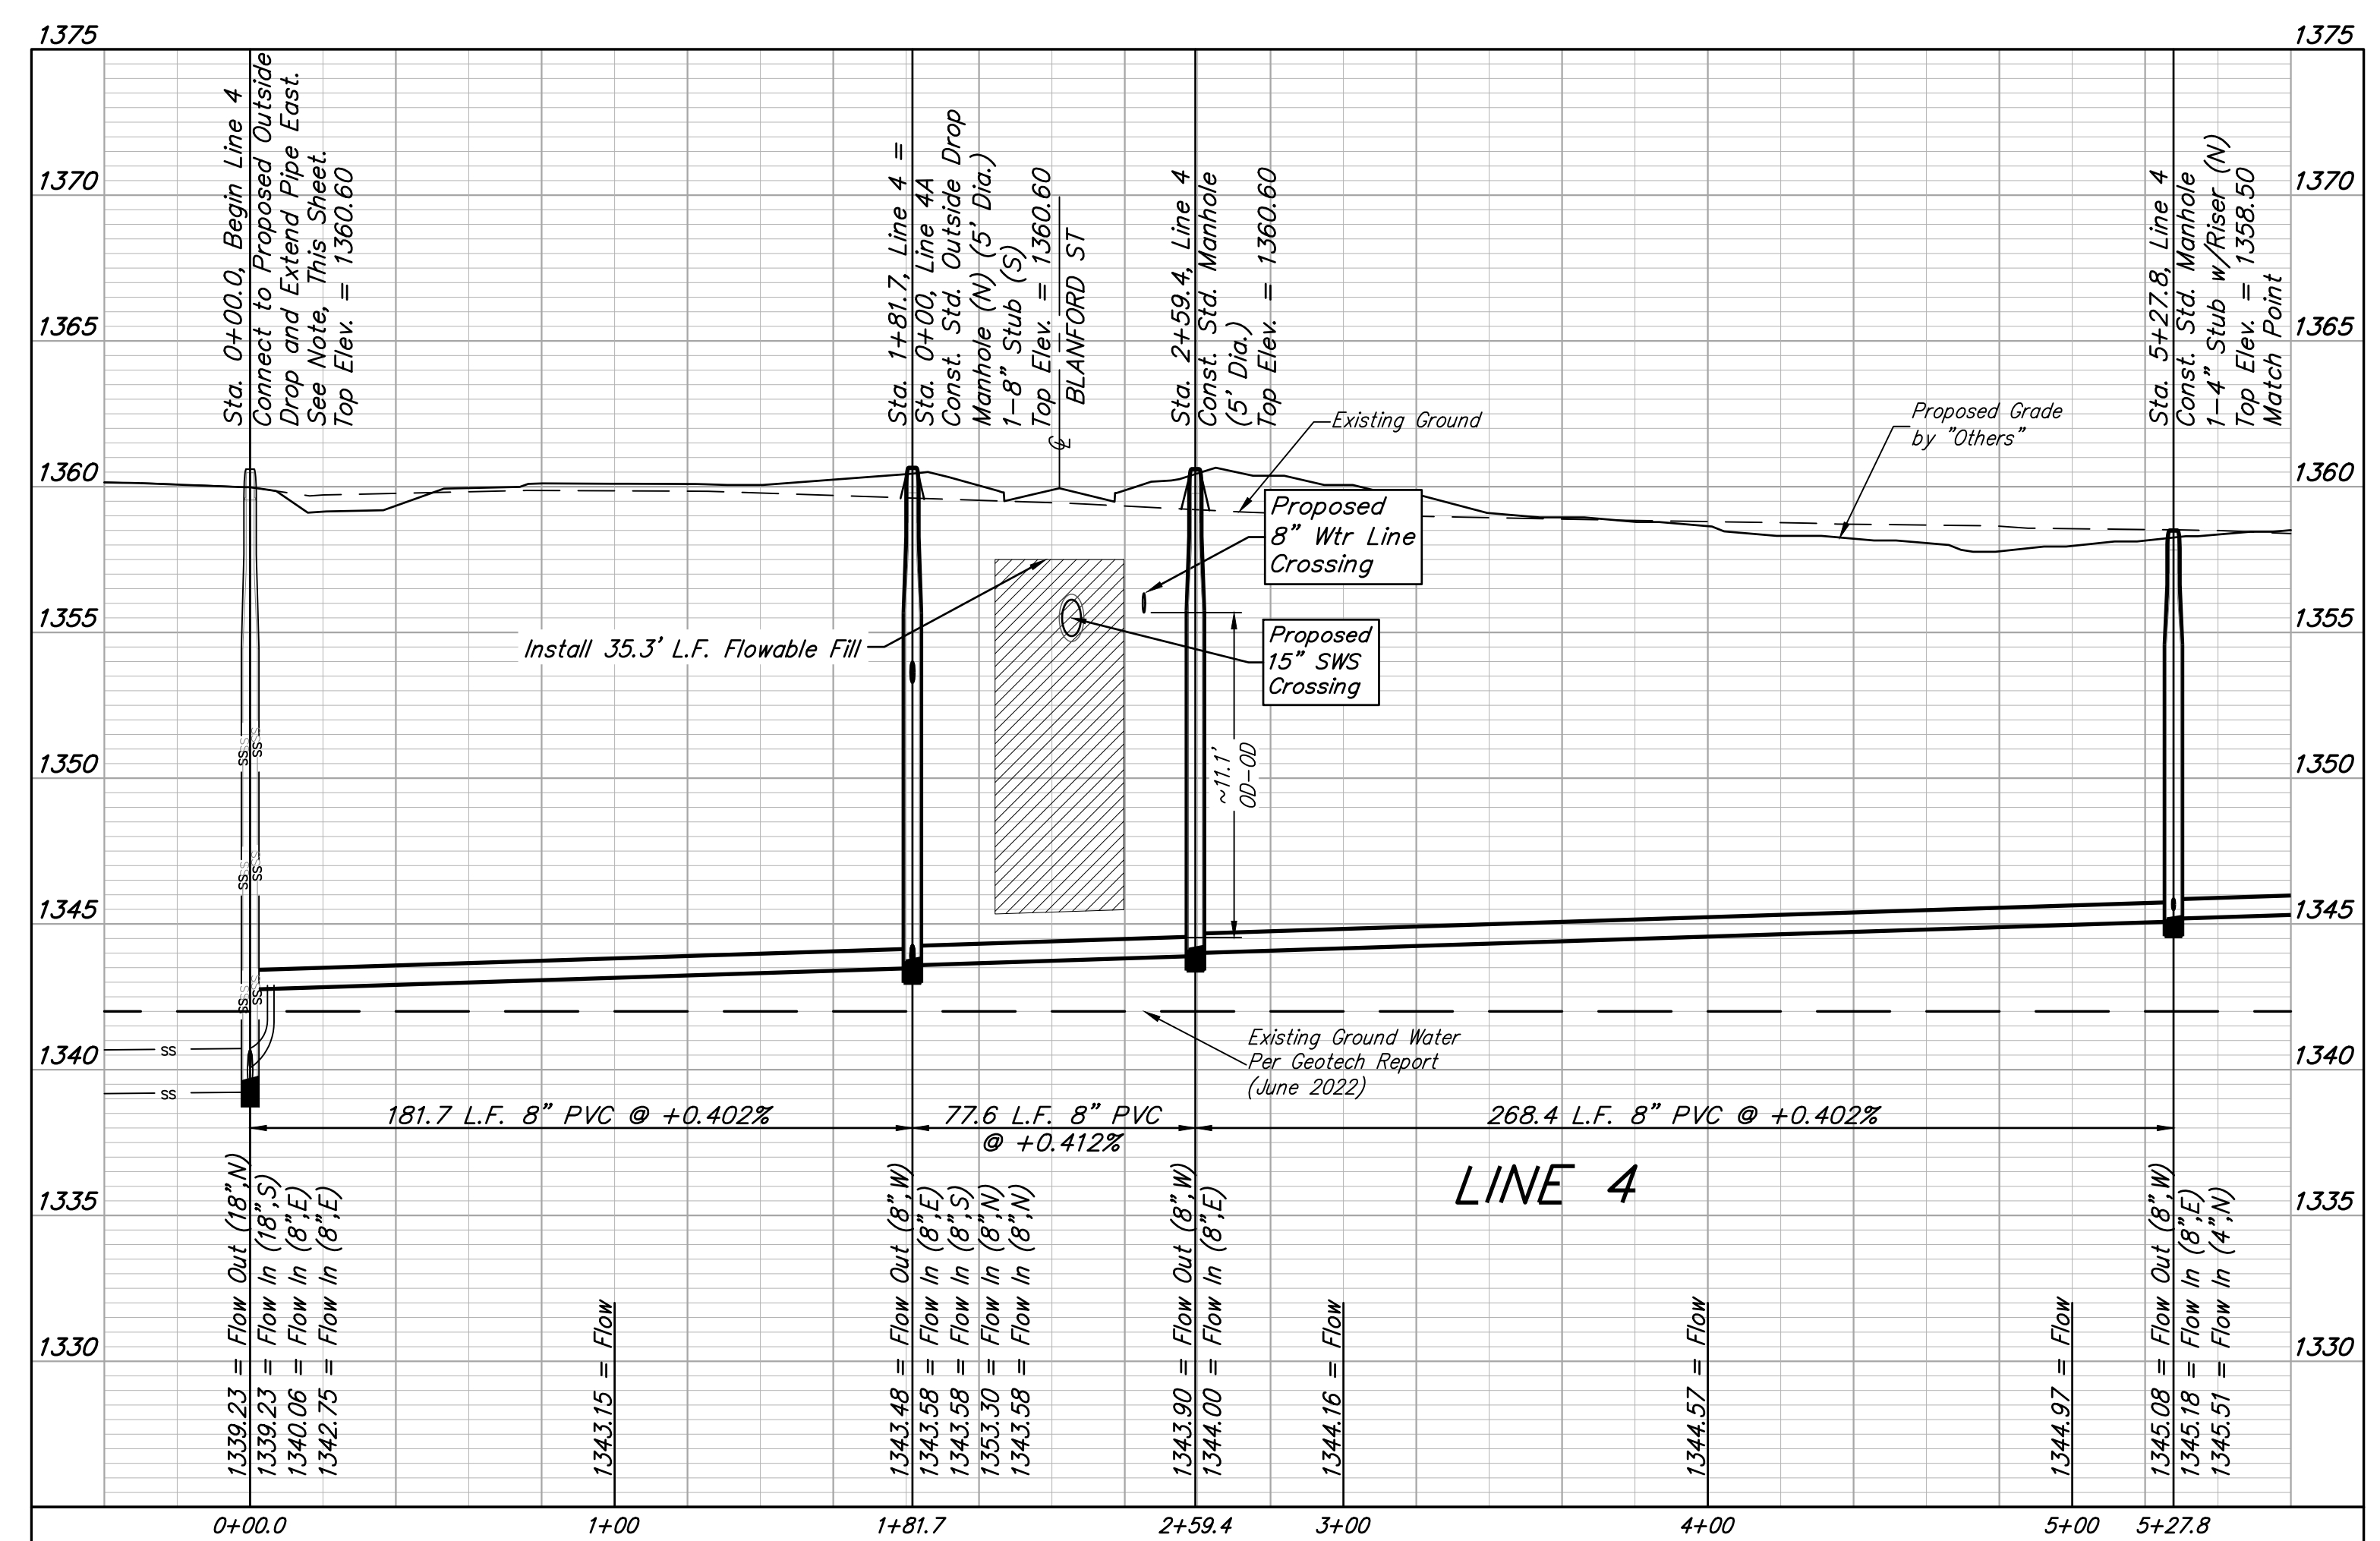 1375
1375
1370
1370
1365
1365
1360
1360
1355
1355
1350
1350
1345
1345
1340
1340
1335
1335
1330
1330
Sta. 0+00.0, Begin Line 4
Connect to Proposed Outside
Drop and Extend Pipe East.
See Note, This Sheet.
Top Elev. = 1360.60
Sta. 1+81.7, Line 4 =
Sta. 0+00, Line 4A
Const. Std. Outside Drop
Manhole (N) (5' Dia.)
1-8" Stub (S)
Top Elev. = 1360.60
℄ BLANFORD ST
Sta. 2+59.4, Line 4
Const. Std. Manhole
(5' Dia.)
Top Elev. = 1360.60
Sta. 5+27.8, Line 4
Const. Std. Manhole
1-4" Stub w/Riser (N)
Top Elev. = 1358.50
Match Point
Existing Ground
Proposed Grade
by "Others"
Proposed
8" Wtr Line
Crossing
Install 35.3' L.F. Flowable Fill
Proposed
15" SWS
Crossing
~11.1'
OD-OD
SS
SS
SS
SS
SS
SS
SS
SS
Existing Ground Water
Per Geotech Report
(June 2022)
181.7 L.F. 8" PVC @ +0.402%
77.6 L.F. 8" PVC
@ +0.412%
268.4 L.F. 8" PVC @ +0.402%
LINE 4
1339.23 = Flow Out (18",N)
1339.23 = Flow In (18",S)
1340.06 = Flow In (8",E)
1342.75 = Flow In (8",E)
1343.15 = Flow
1343.48 = Flow Out (8",W)
1343.58 = Flow In (8",E)
1343.58 = Flow In (8",S)
1353.30 = Flow In (8",N)
1343.58 = Flow In (8",N)
1343.90 = Flow Out (8",W)
1344.00 = Flow In (8",E)
1344.16 = Flow
1344.57 = Flow
1344.97 = Flow
1345.08 = Flow Out (8",W)
1345.18 = Flow In (8",E)
1345.51 = Flow In (4",N)
0+00.0
1+00
1+81.7
2+59.4
3+00
4+00
5+00
5+27.8